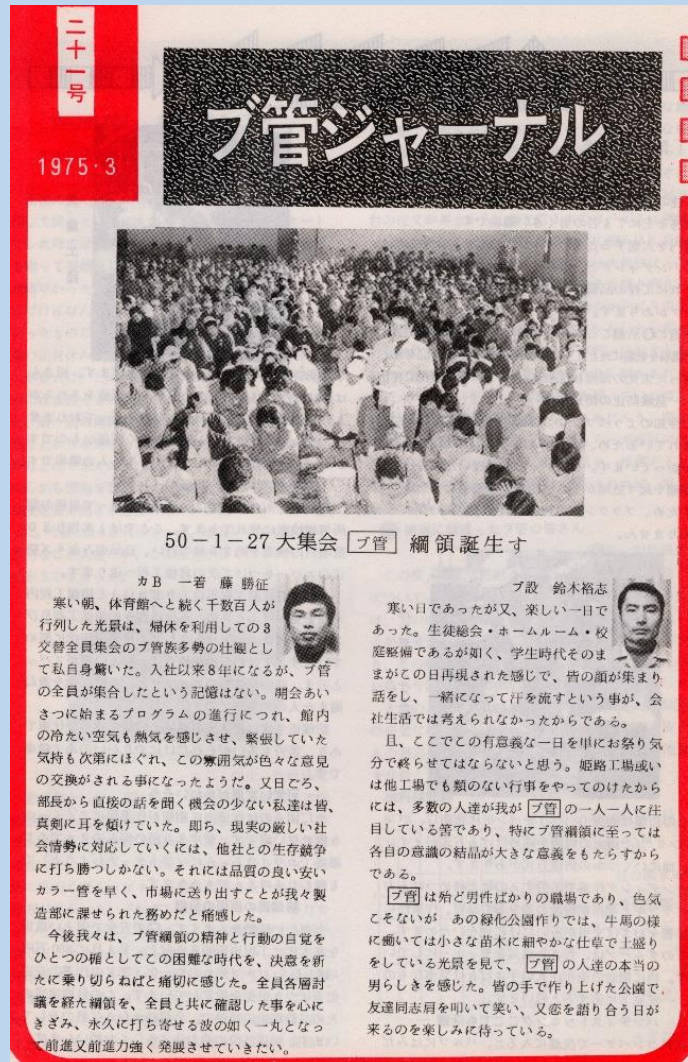 二十一号
1975・3
ブ管ジャーナル
50−1−27 大集会 ブ管 綱領誕生す
カB 一着 藤 勝征
寒い朝、体育館へと続く千数百人が
行列した光景は、帰休を利用しての3
交替全員集会のブ管族多勢の壮観とし
て私自身驚いた。入社以来8年になるが、ブ管
の全員が集合したという記憶はない。開会あい
さつに始まるプログラムの進行につれ、館内
の冷たい空気も熱気を感じさせ、緊張していた
気持も次第にほぐれ、この雰囲気が色々な意見
の交換がされる事になったようだ。又日ごろ、
部長から直接の話を聞く機会の少ない私達は皆、
真剣に耳を傾けていた。即ち、現実の厳しい社
会情勢に対応していくには、他社との生存競争
に打ち勝つしかない。それには品質の良い安い
カラー管を早く、市場に送り出すことが我々製
造部に課せられた務めだと痛感した。
今後我々は、ブ管綱領の精神と行動の自覚を
ひとつの楯としてこの困難な時代を、決意を新
たに乗り切らねばと痛切に感じた。全員各層討
議を経た綱領を、全員と共に確認した事を心に
きざみ、永久に打ち寄せる波の如く一丸となっ
て前進又前進力強く発展させていきたい。
ブ設 鈴木裕志
寒い日であったが又、楽しい一日で
あった。生徒総会・ホームルーム・校
庭整備であるが如く、学生時代そのま
まがこの日再現された感じで、皆の顔が集まり
話をし、一緒になって汗を流すという事が、会
社生活では考えられなかったからである。
且、ここでこの有意義な一日を単にお祭り気
分で終らせてはならないと思う。姫路工場或い
は他工場でも類のない行事をやってのけたから
には、多数の人達が我が ブ管 の一人一人に注
目している筈であり、特にブ管綱領に至っては
各自の意識の結晶が大きな意義をもたらすから
である。
ブ管 は殆ど男性ばかりの職場であり、色気
こそないが あの緑化公園作りでは、牛馬の様
に働いては小さな苗木に細やかな仕草で土盛り
をしている光景を見て、 ブ管 の人達の本当の
男らしきを感じた。皆の手で作り上げた公園で、
友達同志肩を叩いて笑い、又恋を語り合う日が
来るのを楽しみに待っている。